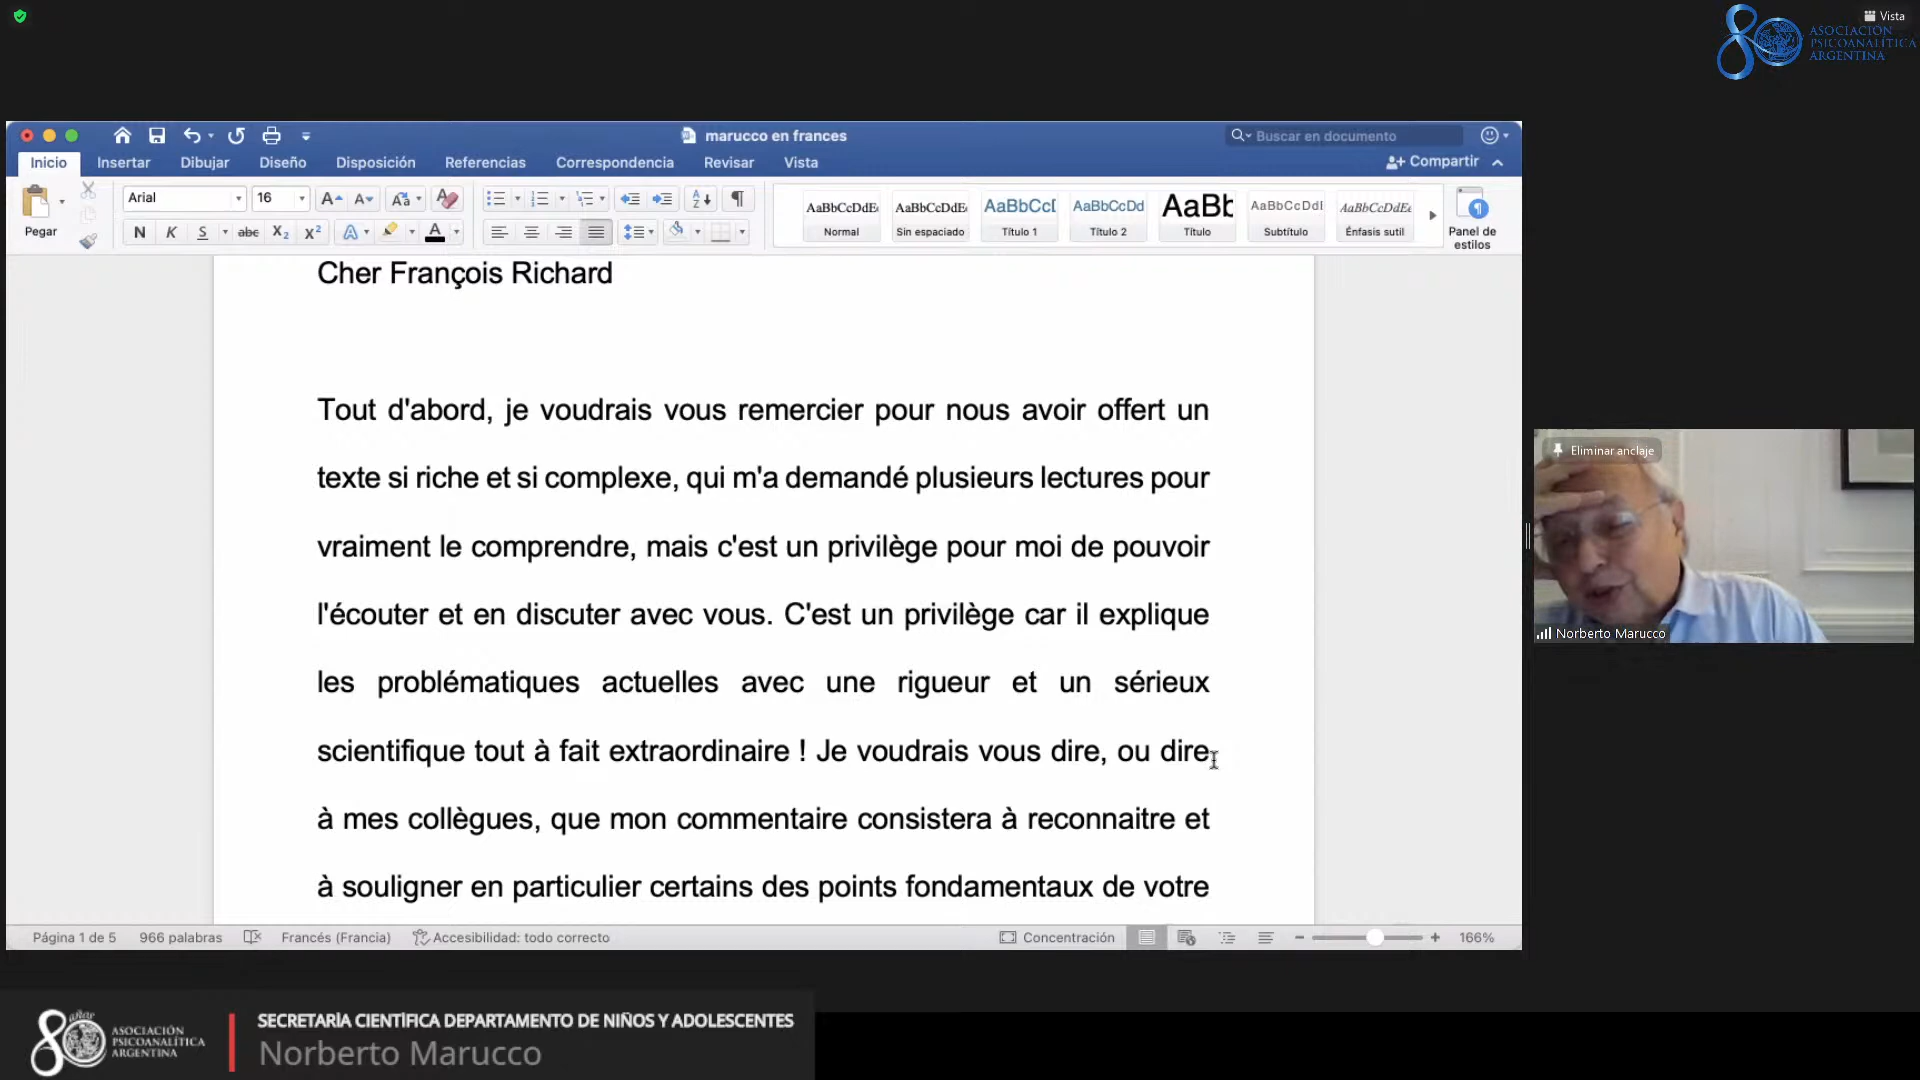 Vista
ASOCIACIÓN
PSICOANALÍTICA
ARGENTINA
marucco en frances
Buscar en documento
Inicio
Insertar
Dibujar
Diseño
Disposición
Referencias
Correspondencia
Revisar
Vista
Compartir
Pegar
Arial
16
N K S abc X₂ X²
AaBbCcDdEe
Normal
AaBbCcDdEe
Sin espaciado
AaBbCcD
Título 1
AaBbCcDd
Título 2
AaBb
Título
AaBbCcDdE
Subtítulo
AaBbCcDdEe
Énfasis sutil
Panel de
estilos
Cher François Richard
Tout d'abord, je voudrais vous remercier pour nous avoir offert un
texte si riche et si complexe, qui m'a demandé plusieurs lectures pour
vraiment le comprendre, mais c'est un privilège pour moi de pouvoir
l'écouter et en discuter avec vous. C'est un privilège car il explique
les problématiques actuelles avec une rigueur et un sérieux
scientifique tout à fait extraordinaire ! Je voudrais vous dire, ou dire
à mes collègues, que mon commentaire consistera à reconnaitre et
à souligner en particulier certains des points fondamentaux de votre
Eliminar anclaje
Norberto Marucco
Página 1 de 5
966 palabras
Francés (Francia)
Accesibilidad: todo correcto
Concentración
166%
80 años
ASOCIACIÓN
PSICOANALÍTICA
ARGENTINA
SECRETARÍA CIENTÍFICA DEPARTAMENTO DE NIÑOS Y ADOLESCENTES
Norberto Marucco